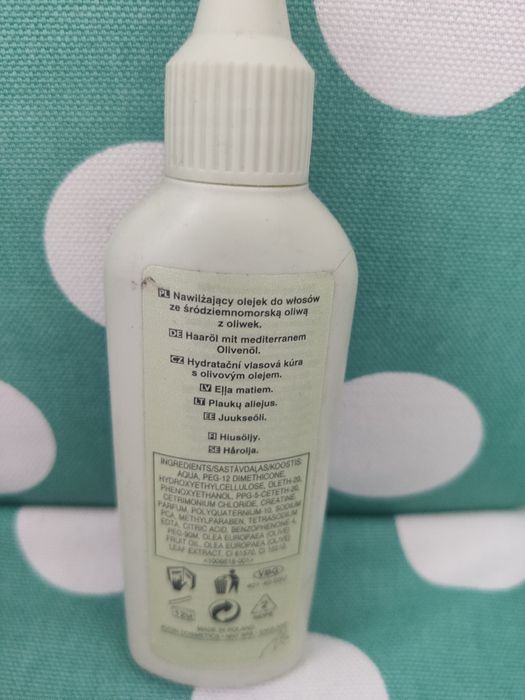 PL Nawilżający olejek do włosów
ze śródziemnomorską oliwą
z oliwek.
DE Haaröl mit mediterranem
Olivenöl.
CZ Hydratační vlasová kúra
s olivovým olejem.
LV Eļļa matiem.
LT Plaukų aliejus.
EE Juukseõli.
FI Hiusöljy.
SE Hårolja.
INGREDIENTS/SASTĀVDAĻAS/KOOSTIS:
AQUA, PEG-12 DIMETHICONE,
HYDROXYETHYLCELLULOSE, OLETH-20,
PHENOXYETHANOL, PPG-5-CETETH-20,
CETRIMONIUM CHLORIDE, CREATINE,
PARFUM, POLYQUATERNIUM-10, SODIUM
PCA, METHYLPARABEN, TETRASODIUM
EDTA, CITRIC ACID, BENZOPHENONE-4,
PEG-90M, OLEA EUROPAEA (OLIVE)
FRUIT OIL, OLEA EUROPAEA (OLIVE)
LEAF EXTRACT, CI
12M
2
HDPE
MADE IN POLAND